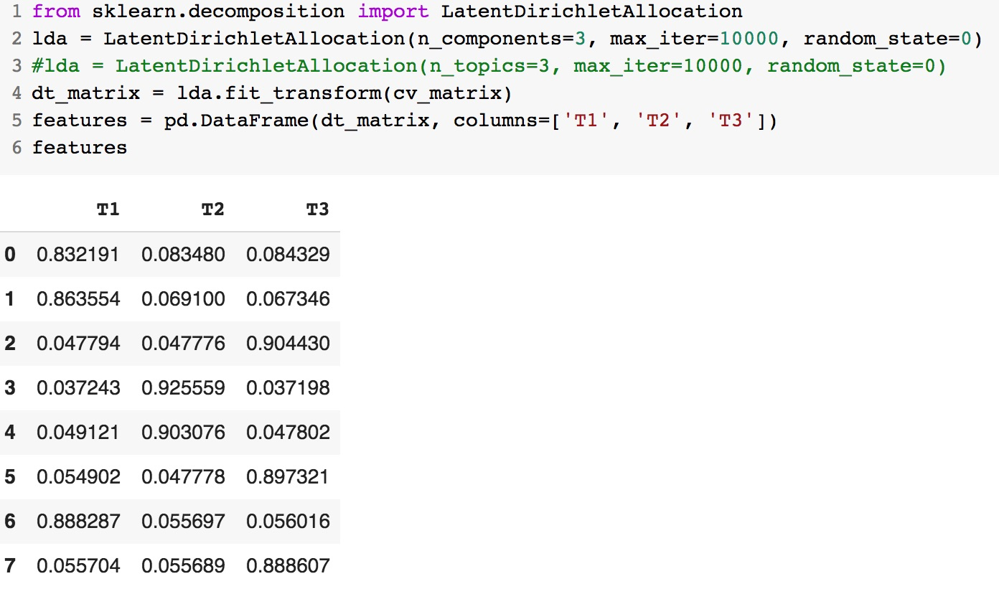 1 from sklearn.decomposition import LatentDirichletAllocation
2 lda = LatentDirichletAllocation(n_components=3, max_iter=10000, random_state=0)
3 #lda = LatentDirichletAllocation(n_topics=3, max_iter=10000, random_state=0)
4 dt_matrix = lda.fit_transform(cv_matrix)
5 features = pd.DataFrame(dt_matrix, columns=['T1', 'T2', 'T3'])
6 features
T1 T2 T3
0 0.832191 0.083480 0.084329
1 0.863554 0.069100 0.067346
2 0.047794 0.047776 0.904430
3 0.037243 0.925559 0.037198
4 0.049121 0.903076 0.047802
5 0.054902 0.047778 0.897321
6 0.888287 0.055697 0.056016
7 0.055704 0.055689 0.888607